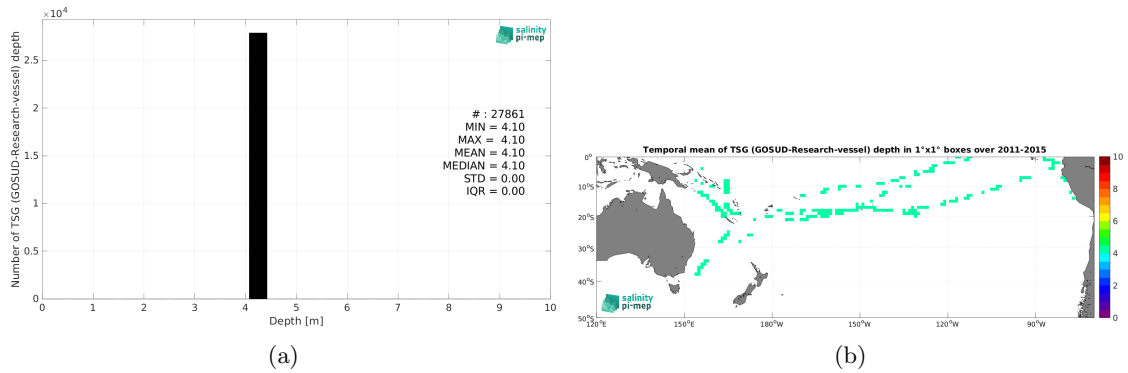 ×10⁴
Number of TSG (GOSUD-Research-vessel) depth
2.5
2
1.5
1
0.5
0
0 1 2 3 4 5 6 7 8 9 10
Depth [m]
salinity
pi-mep
# : 27861
MIN = 4.10
MAX = 4.10
MEAN = 4.10
MEDIAN = 4.10
STD = 0.00
IQR = 0.00
(a)
Temporal mean of TSG (GOSUD-Research-vessel) depth in 1°x1° boxes over 2011-2015
0°
10°S
20°S
30°S
40°S
50°S
120°E 150°E 180°W 150°W 120°W 90°W
salinity
pi-mep
10
8
6
4
2
0
(b)